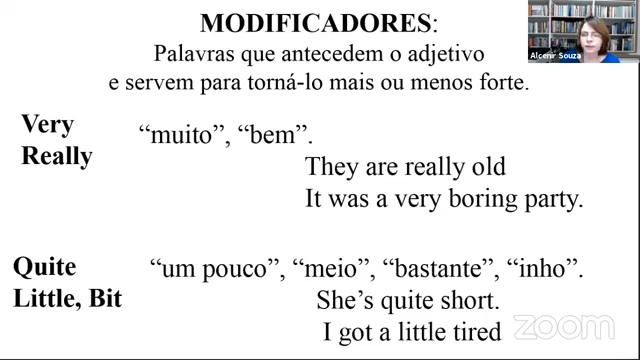 MODIFICADORES:
Palavras que antecedem o adjetivo
e servem para torná-lo mais ou menos forte.
Alcenir Souza
Very
Really
“muito”, “bem”.
They are really old
It was a very boring party.
Quite
Little, Bit
“um pouco”, “meio”, “bastante”, “inho”.
She’s quite short.
I got a little tired
zoom